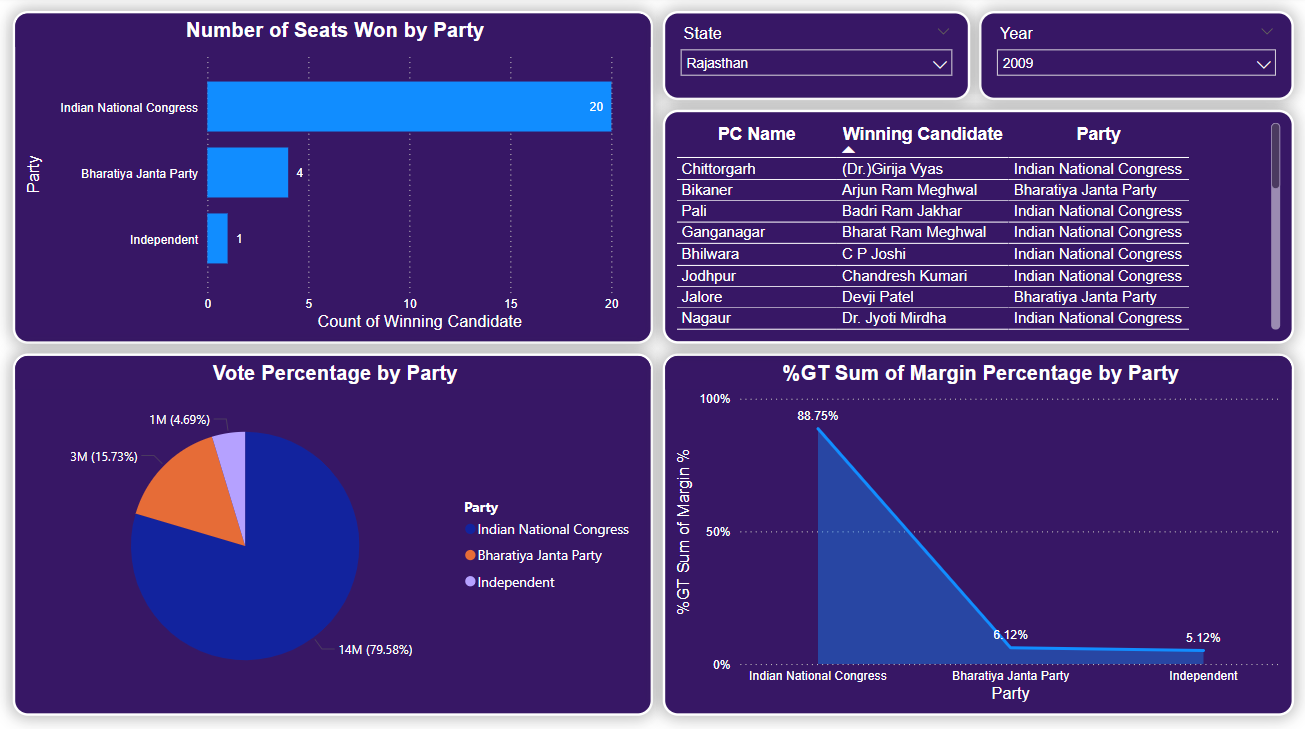 Number of Seats Won by Party
Party
Indian National Congress
20
Bharatiya Janta Party
4
Independent
1
0 5 10 15 20
Count of Winning Candidate
State
Rajasthan
Year
2009
PC Name Winning Candidate Party
Chittorgarh (Dr.)Girija Vyas Indian National Congress
Bikaner Arjun Ram Meghwal Bharatiya Janta Party
Pali Badri Ram Jakhar Indian National Congress
Ganganagar Bharat Ram Meghwal Indian National Congress
Bhilwara C P Joshi Indian National Congress
Jodhpur Chandresh Kumari Indian National Congress
Jalore Devji Patel Bharatiya Janta Party
Nagaur Dr. Jyoti Mirdha Indian National Congress
Vote Percentage by Party
1M (4.69%)
3M (15.73%)
14M (79.58%)
Party
Indian National Congress
Bharatiya Janta Party
Independent
%GT Sum of Margin Percentage by Party
%GT Sum of Margin %
100%
50%
0%
88.75%
6.12%
5.12%
Indian National Congress Bharatiya Janta Party Independent
Party